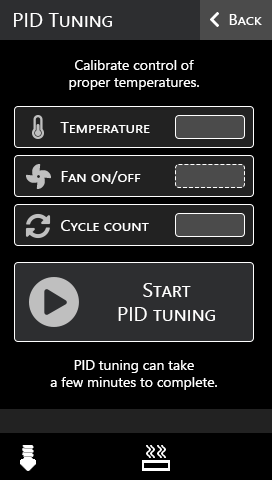 PID Tuning
Back
Calibrate control of
proper temperatures.
Temperature
Fan on/off
Cycle count
Start
PID tuning
PID tuning can take
a few minutes to complete.